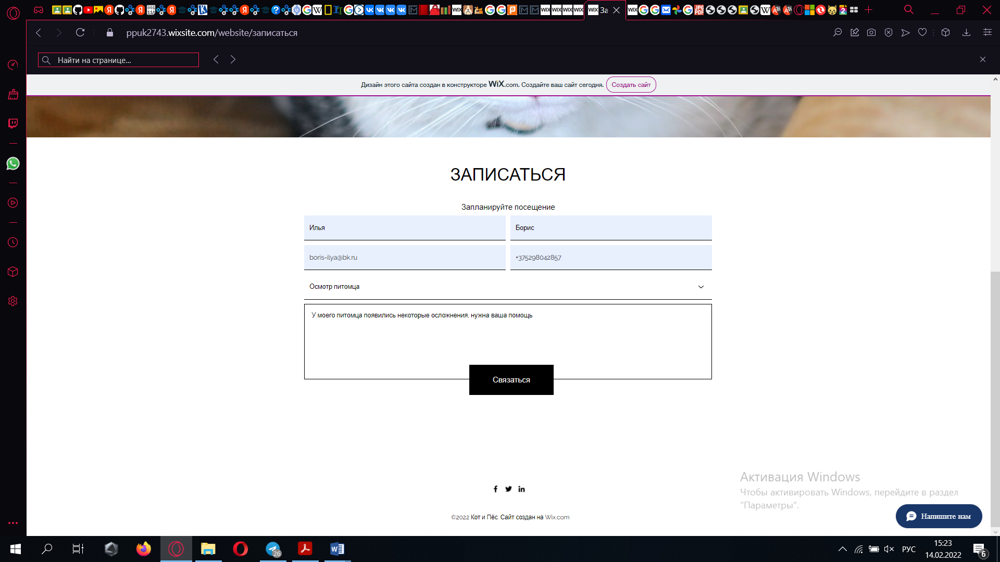 За
ppuk2743.wixsite.com/website/записаться
Найти на странице...
Дизайн этого сайта создан в конструкторе WiX.com. Создайте ваш сайт сегодня. Создать сайт
ЗАПИСАТЬСЯ
Запланируйте посещение
Илья Борис
boris-ilya@bk.ru +375298042857
Осмотр питомца
У моего питомца появились некоторые осложнения, нужна ваша помощь
Связаться
Активация Windows
Чтобы активировать Windows, перейдите в раздел
"Параметры".
©2022 Кот и Пёс. Сайт создан на Wix.com
Напишите нам
26
РУС
15:23
14.02.2022
6